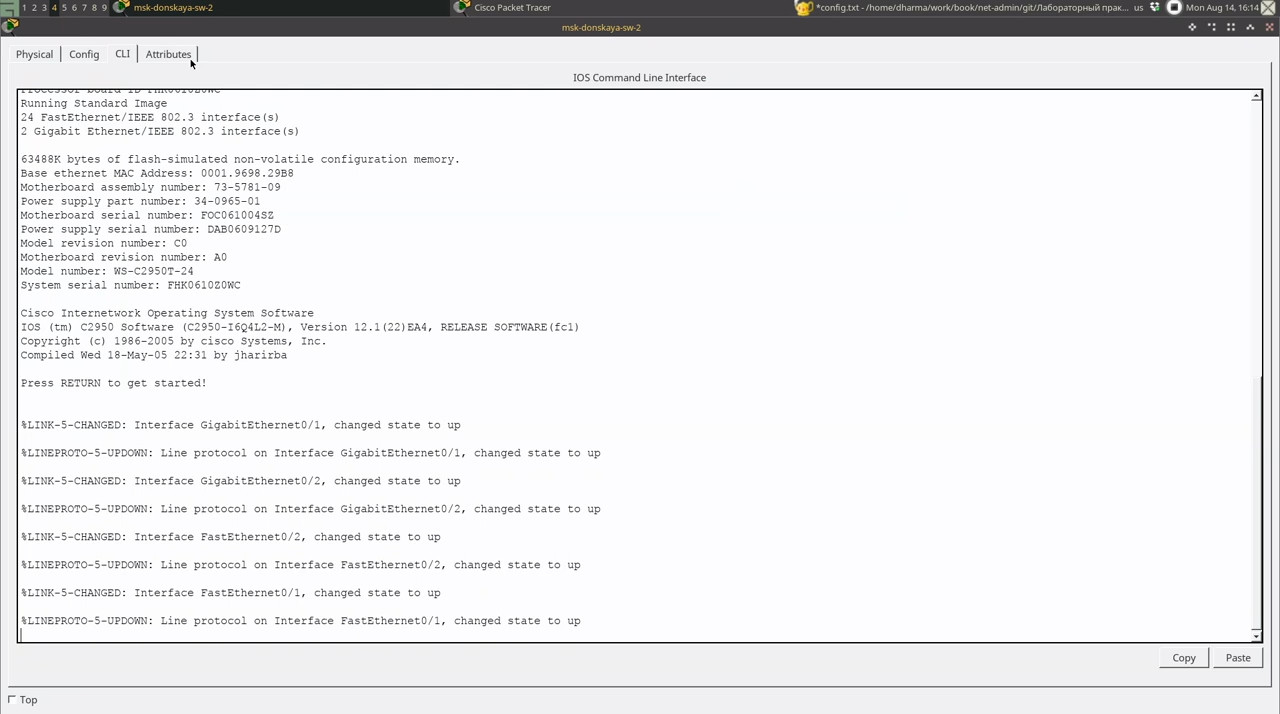 1 2 3 4 5 6 7 8 9 msk-donskaya-sw-2 Cisco Packet Tracer *config.txt - /home/dharma/work/book/net-admin/git/Лабораторный прак... us Mon Aug 14, 16:14
msk-donskaya-sw-2
Physical Config CLI Attributes
IOS Command Line Interface
Processor board ID FHK0610Z0WC
Running Standard Image
24 FastEthernet/IEEE 802.3 interface(s)
2 Gigabit Ethernet/IEEE 802.3 interface(s)
63488K bytes of flash-simulated non-volatile configuration memory.
Base ethernet MAC Address: 0001.9698.29B8
Motherboard assembly number: 73-5781-09
Power supply part number: 34-0965-01
Motherboard serial number: FOC061004SZ
Power supply serial number: DAB0609127D
Model revision number: C0
Motherboard revision number: A0
Model number: WS-C2950T-24
System serial number: FHK0610Z0WC
Cisco Internetwork Operating System Software
IOS (tm) C2950 Software (C2950-I6Q4L2-M), Version 12.1(22)EA4, RELEASE SOFTWARE(fc1)
Copyright (c) 1986-2005 by cisco Systems, Inc.
Compiled Wed 18-May-05 22:31 by jharirba
Press RETURN to get started!
%LINK-5-CHANGED: Interface GigabitEthernet0/1, changed state to up
%LINEPROTO-5-UPDOWN: Line protocol on Interface GigabitEthernet0/1, changed state to up
%LINK-5-CHANGED: Interface GigabitEthernet0/2, changed state to up
%LINEPROTO-5-UPDOWN: Line protocol on Interface GigabitEthernet0/2, changed state to up
%LINK-5-CHANGED: Interface FastEthernet0/2, changed state to up
%LINEPROTO-5-UPDOWN: Line protocol on Interface FastEthernet0/2, changed state to up
%LINK-5-CHANGED: Interface FastEthernet0/1, changed state to up
%LINEPROTO-5-UPDOWN: Line protocol on Interface FastEthernet0/1, changed state to up
Copy Paste
Top